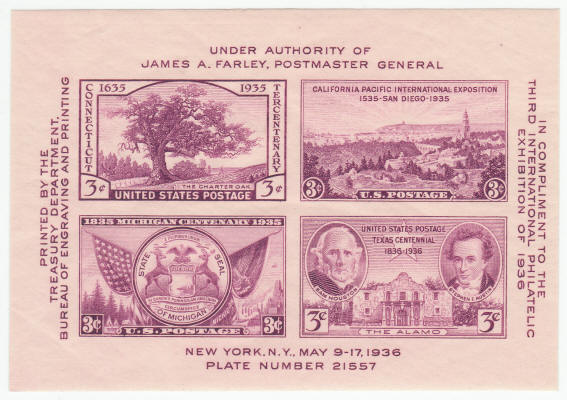 UNDER AUTHORITY OF
JAMES A. FARLEY, POSTMASTER GENERAL
PRINTED BY THE
TREASURY DEPARTMENT,
BUREAU OF ENGRAVING AND PRINTING
1635 1935
CONNECTICUT
TERCENTENARY
THE CHARTER OAK
3¢ 3¢
UNITED STATES POSTAGE
CALIFORNIA PACIFIC INTERNATIONAL EXPOSITION
1535-SAN DIEGO-1935
3¢ 3¢
U.S. POSTAGE
1835 MICHIGAN CENTENARY 1935
STATE SEAL
OF MICHIGAN
3¢ 3¢
U.S. POSTAGE
UNITED STATES POSTAGE
TEXAS CENTENNIAL
1836-1936
SAM HOUSTON
STEPHEN F. AUSTIN
3¢ 3¢
THE ALAMO
IN COMPLIMENT TO THE
THIRD INTERNATIONAL PHILATELIC
EXHIBITION OF 1936
NEW YORK, N.Y., MAY 9-17, 1936
PLATE NUMBER 21557